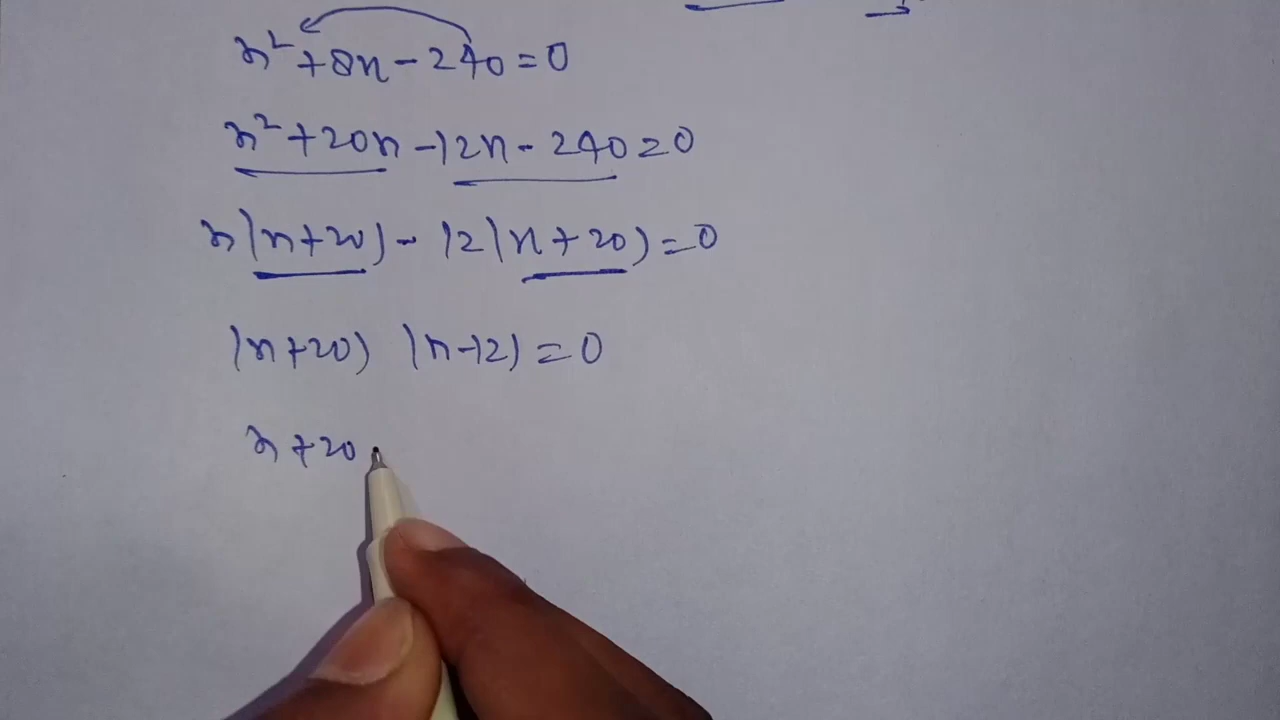 x²+8x-240=0
x²+20x-12x-240=0
x(x+20)-12(x+20)=0
(x+20) (x-12)=0
x+20